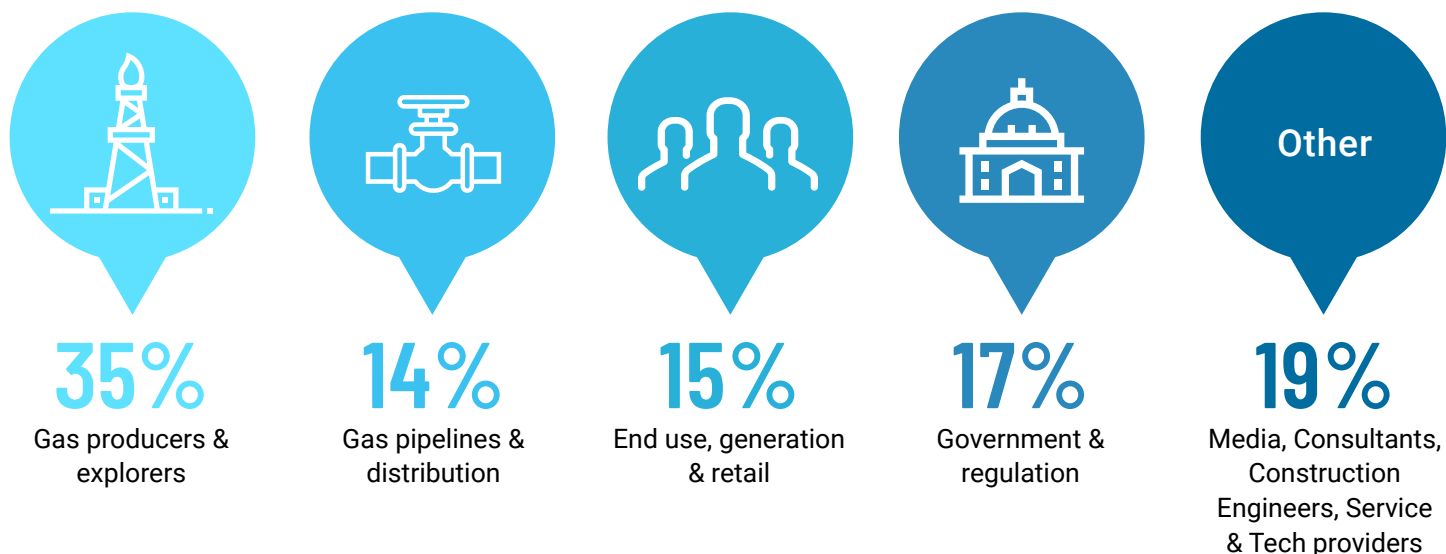 Other
35%
Gas producers &
explorers
14%
Gas pipelines &
distribution
15%
End use, generation
& retail
17%
Government &
regulation
19%
Media, Consultants,
Construction
Engineers, Service
& Tech providers